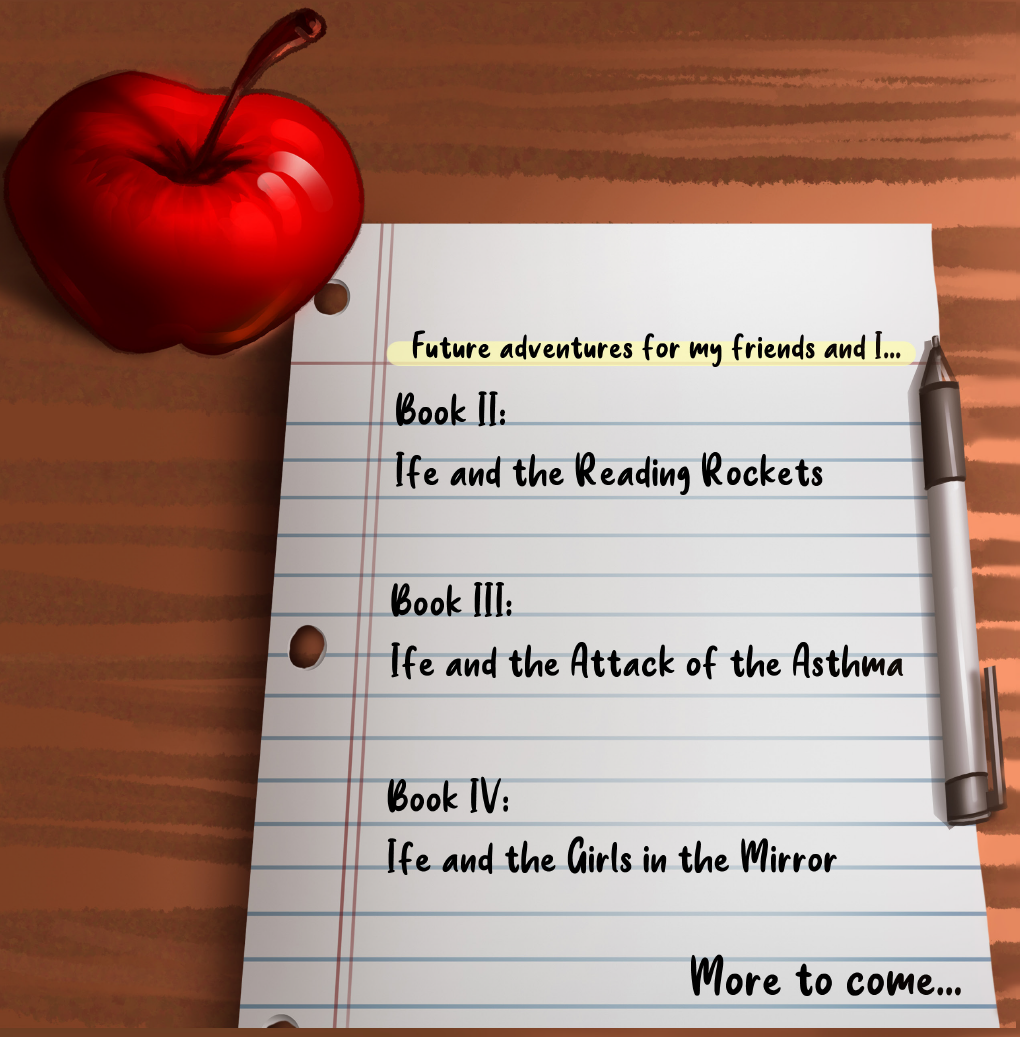 Future adventures for my friends and I...
Book II:
Ife and the Reading Rockets
Book III:
Ife and the Attack of the Asthma
Book IV:
Ife and the Girls in the Mirror
More to come...